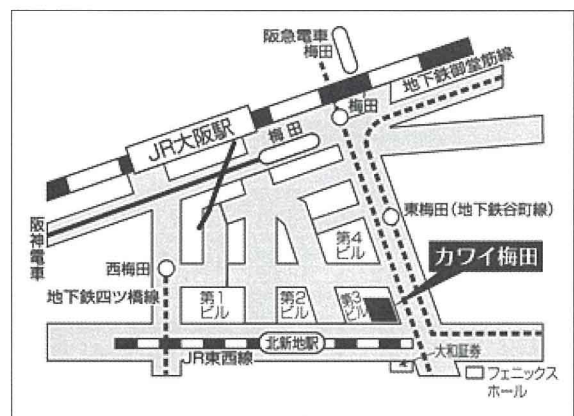 阪急電車
梅田
地下鉄御堂筋線
梅田
JR大阪駅
梅田
阪神電車
東梅田(地下鉄谷町線)
第4
ビル
カワイ梅田
西梅田
地下鉄四ツ橋線
第1
ビル
第2
ビル
第3
ビル
北新地駅
JR東西線
大和証券
フェニックス
ホール